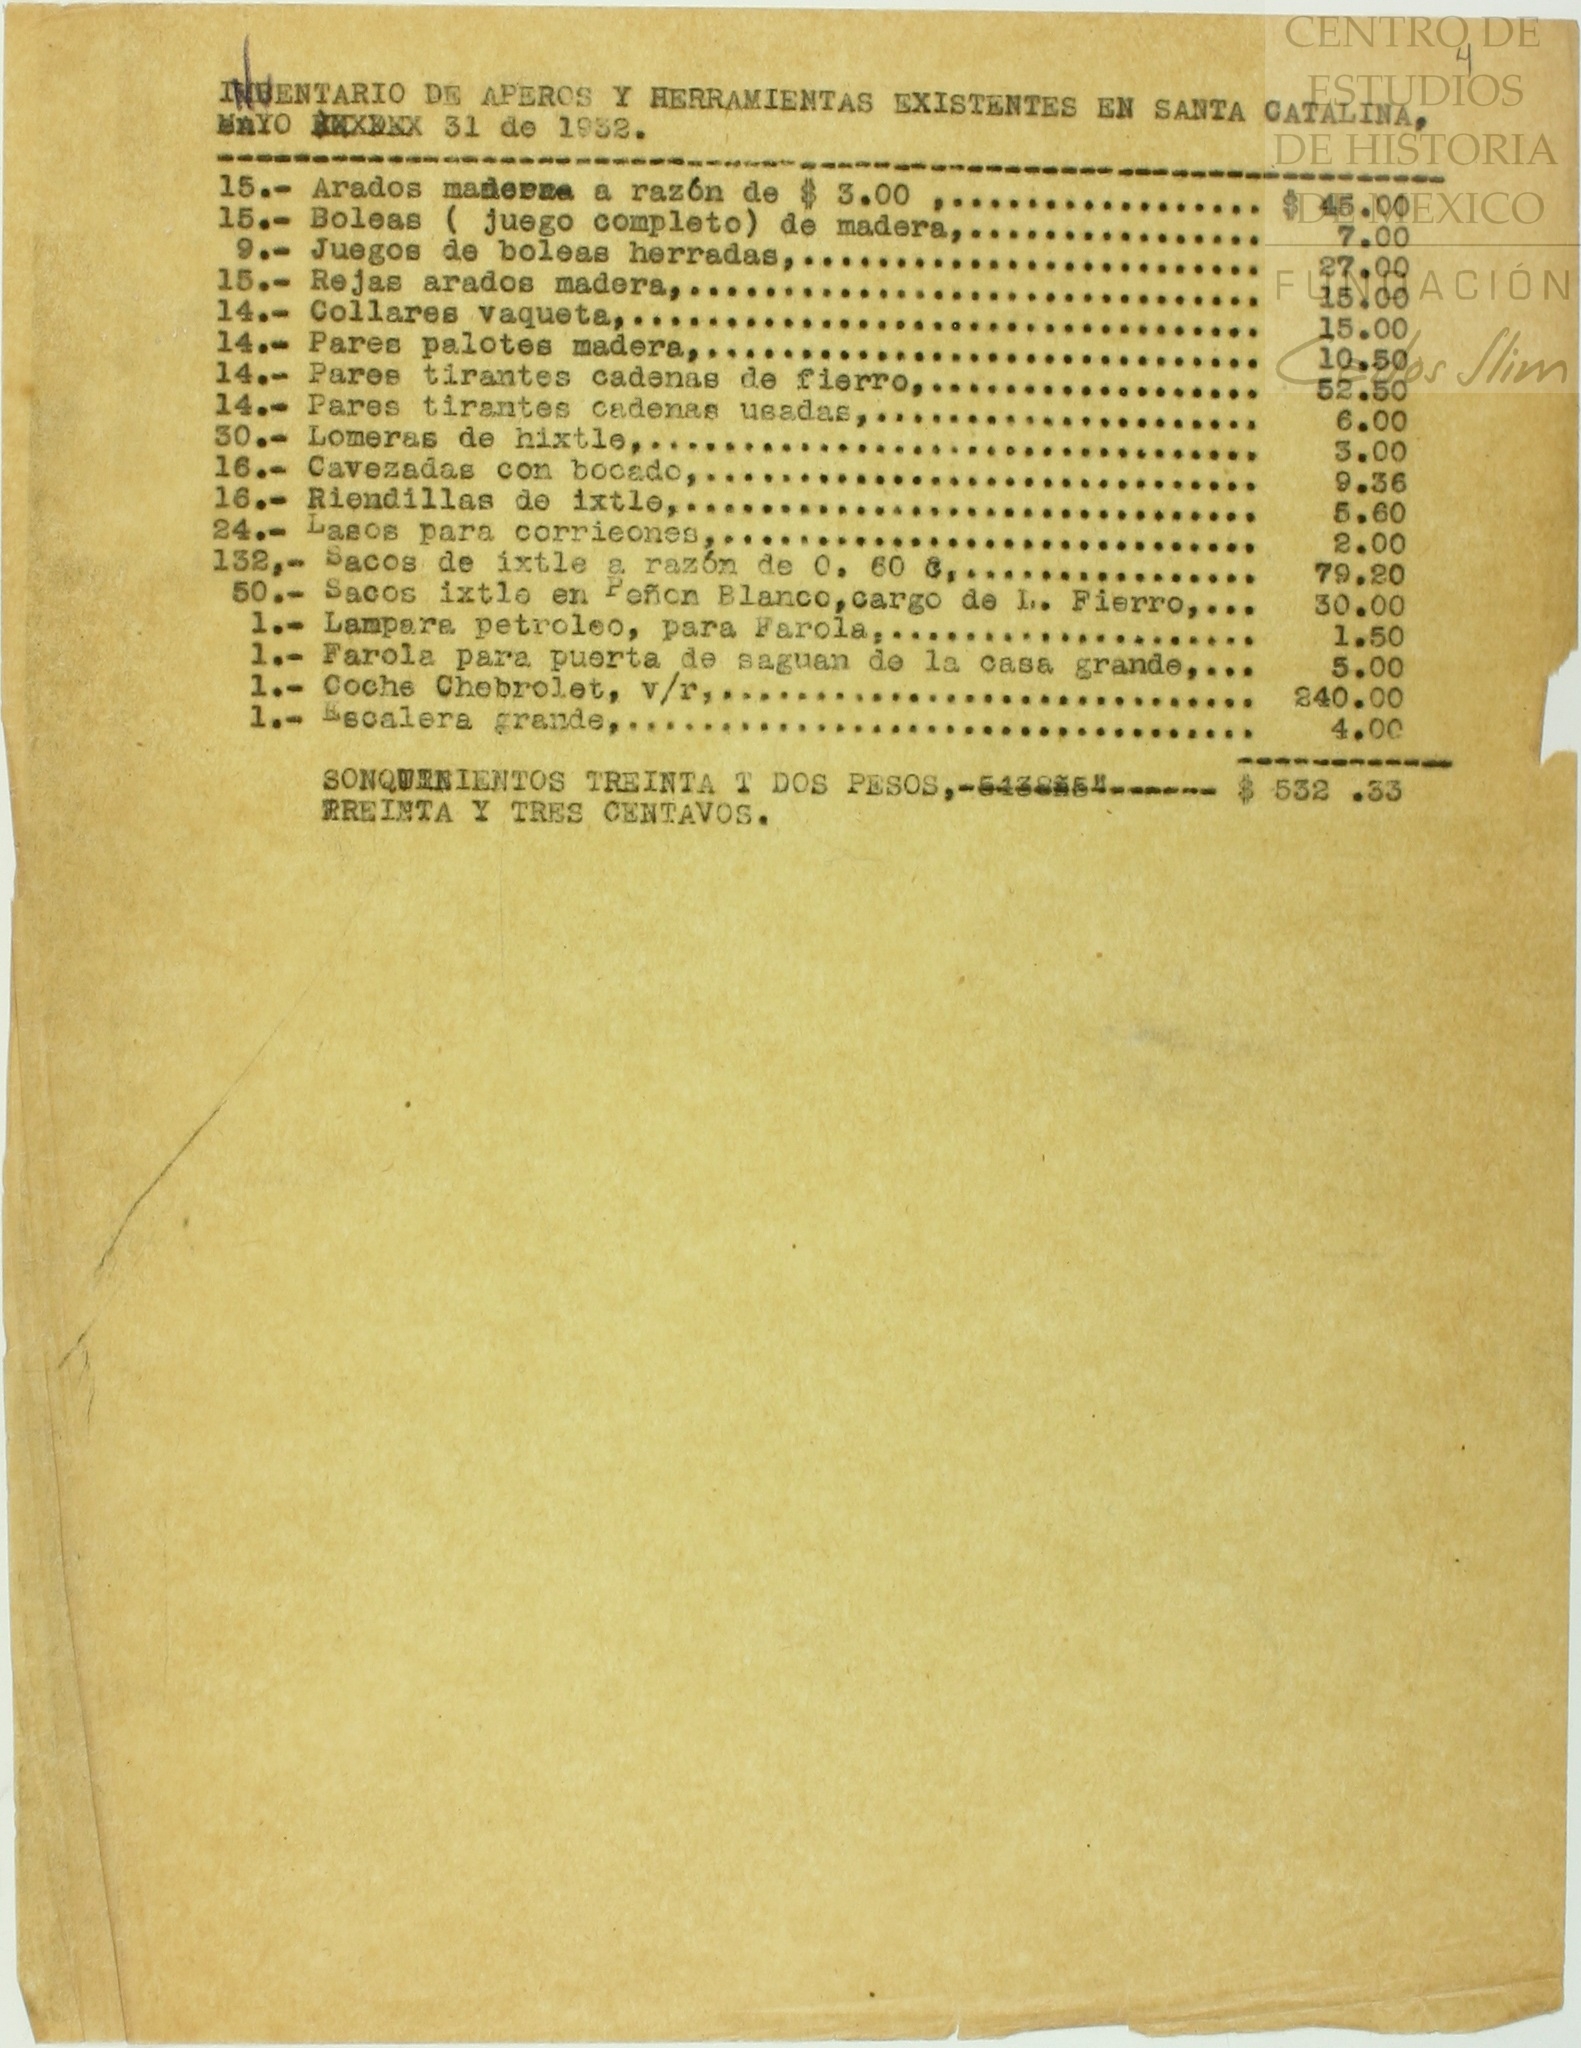 CENTRO DE
ESTUDIOS
DE HISTORIA
DE MEXICO
FUNDACIÓN
Carlos Slim
4
INVENTARIO DE APEROS Y HERRAMIENTAS EXISTENTES EN SANTA CATALINA,
MAYO 31 de 1932.
15.- Arados madera a razón de $ 3.00 ,.................. $ 45.00
15.- Boleas ( juego completo) de madera,................ 7.00
9.- Juegos de boleas herradas,......................... 27.00
15.- Rejas arados madera,............................... 15.00
14.- Collares vaqueta,.................................. 15.00
14.- Pares palotes madera,.............................. 10.50
14.- Pares tirantes cadenas de fierro,.................. 52.50
14.- Pares tirantes cadenas usadas,..................... 6.00
30.- Lomeras de hixtle,................................. 3.00
16.- Cavezadas con bocado,.............................. 9.36
16.- Riendillas de ixtle,............................... 5.60
24.- Lasos para corrieones,............................. 2.00
132,- Sacos de ixtle a razón de 0. 60 ¢,................ 79.20
50.- Sacos ixtle en Peñon Blanco,cargo de L. Fierro,... 30.00
1.- Lampara petroleo, para Farola,.................... 1.50
1.- Farola para puerta de saguan de la casa grande,... 5.00
1.- Coche Chebrolet, v/r,............................. 240.00
1.- Escalera grande,.................................. 4.00
SONQUINIENTOS TREINTA T DOS PESOS,-------------- $ 532 .33
TREINTA Y TRES CENTAVOS.